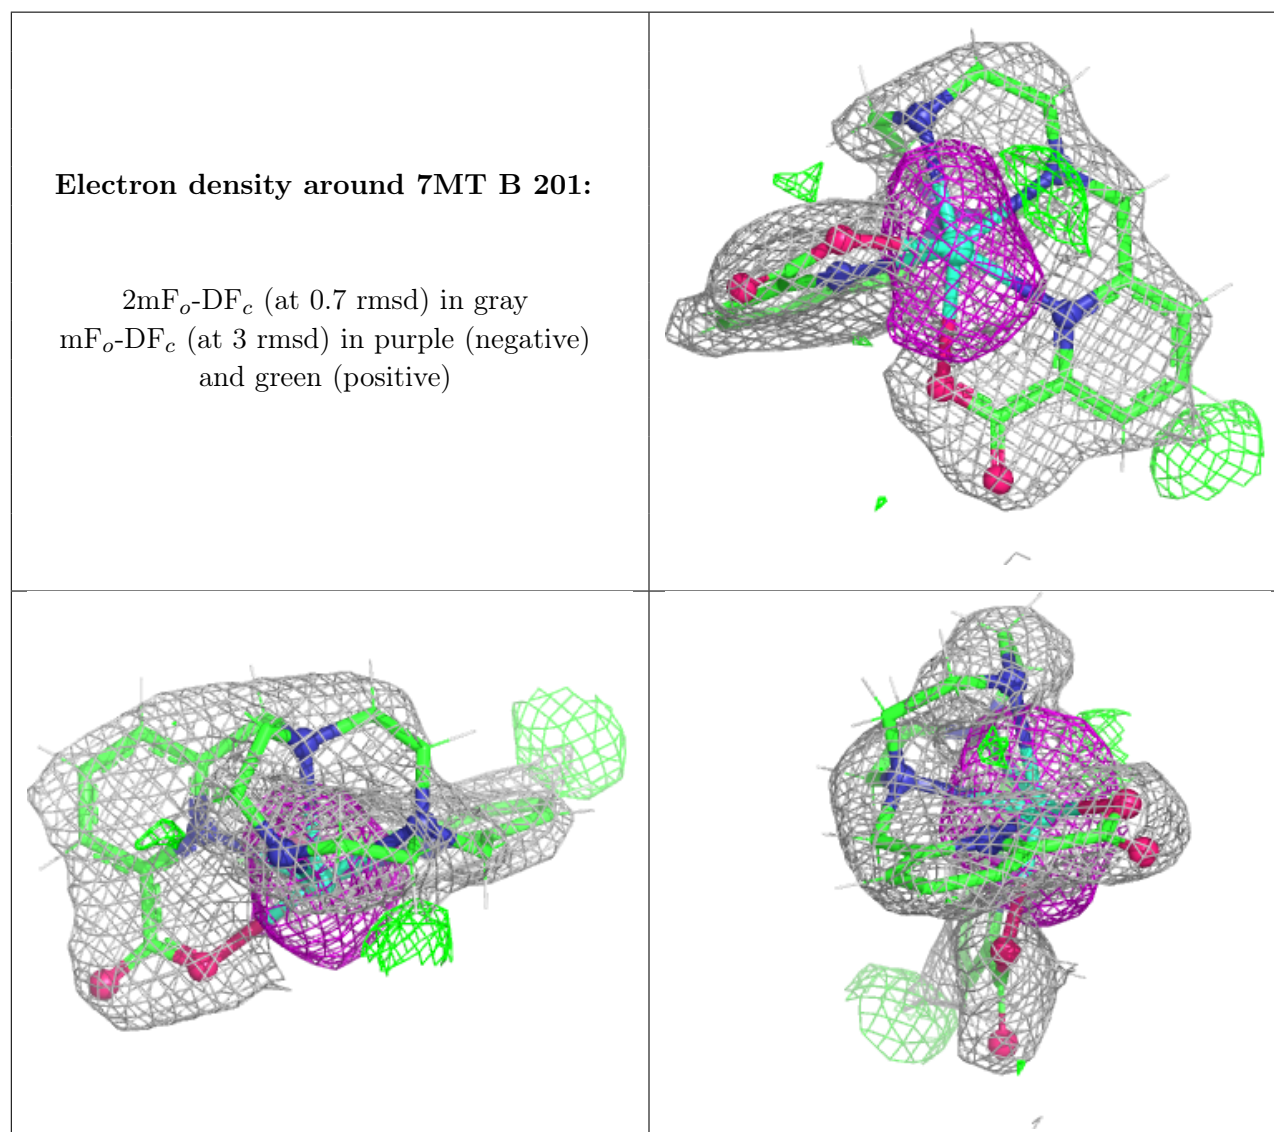 Electron density around 7MT B 201:
2mFo-DFc (at 0.7 rmsd) in gray
mFo-DFc (at 3 rmsd) in purple (negative)
and green (positive)